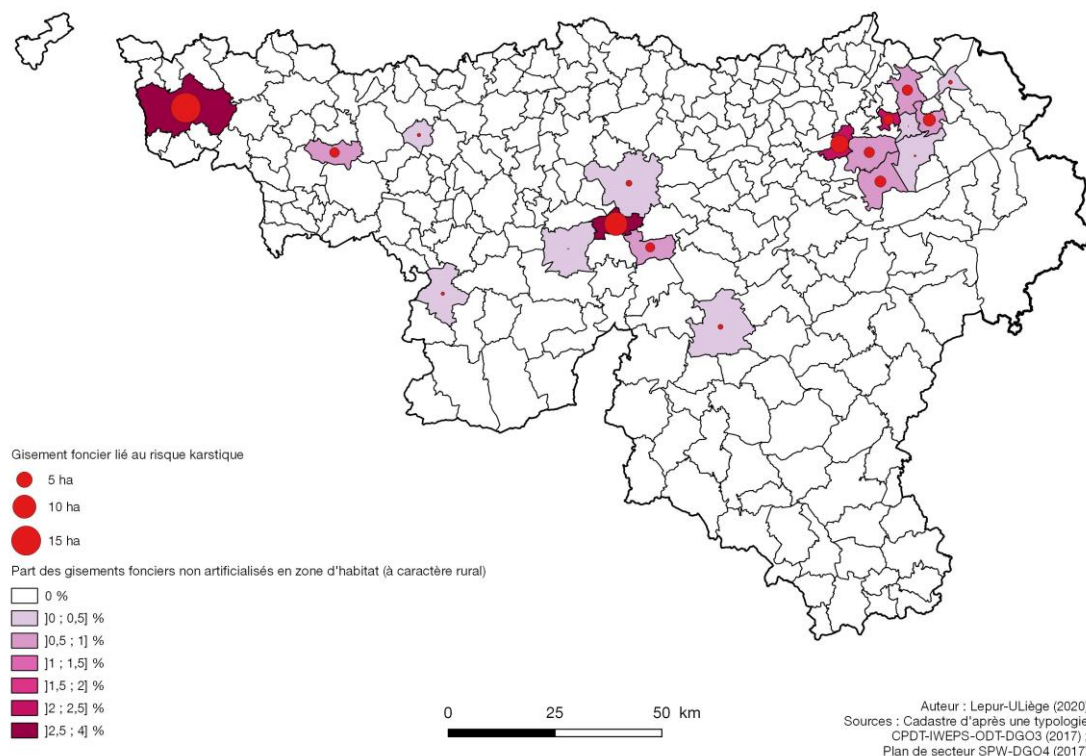 Gisement foncier lié au risque karstique
5 ha
10 ha
15 ha
Part des gisements fonciers non artificialisés en zone d'habitat (à caractère rural)
0 %
]0 ; 0,5] %
]0,5 ; 1] %
]1 ; 1,5] %
]1,5 ; 2] %
]2 ; 2,5] %
]2,5 ; 4] %
0 25 50 km
Auteur : Lepur-ULiège (2020)
Sources : Cadastre d'après une typologie
CPDT-IWEPS-ODT-DGO3 (2017) ;
Plan de secteur SPW-DGO4 (2017)